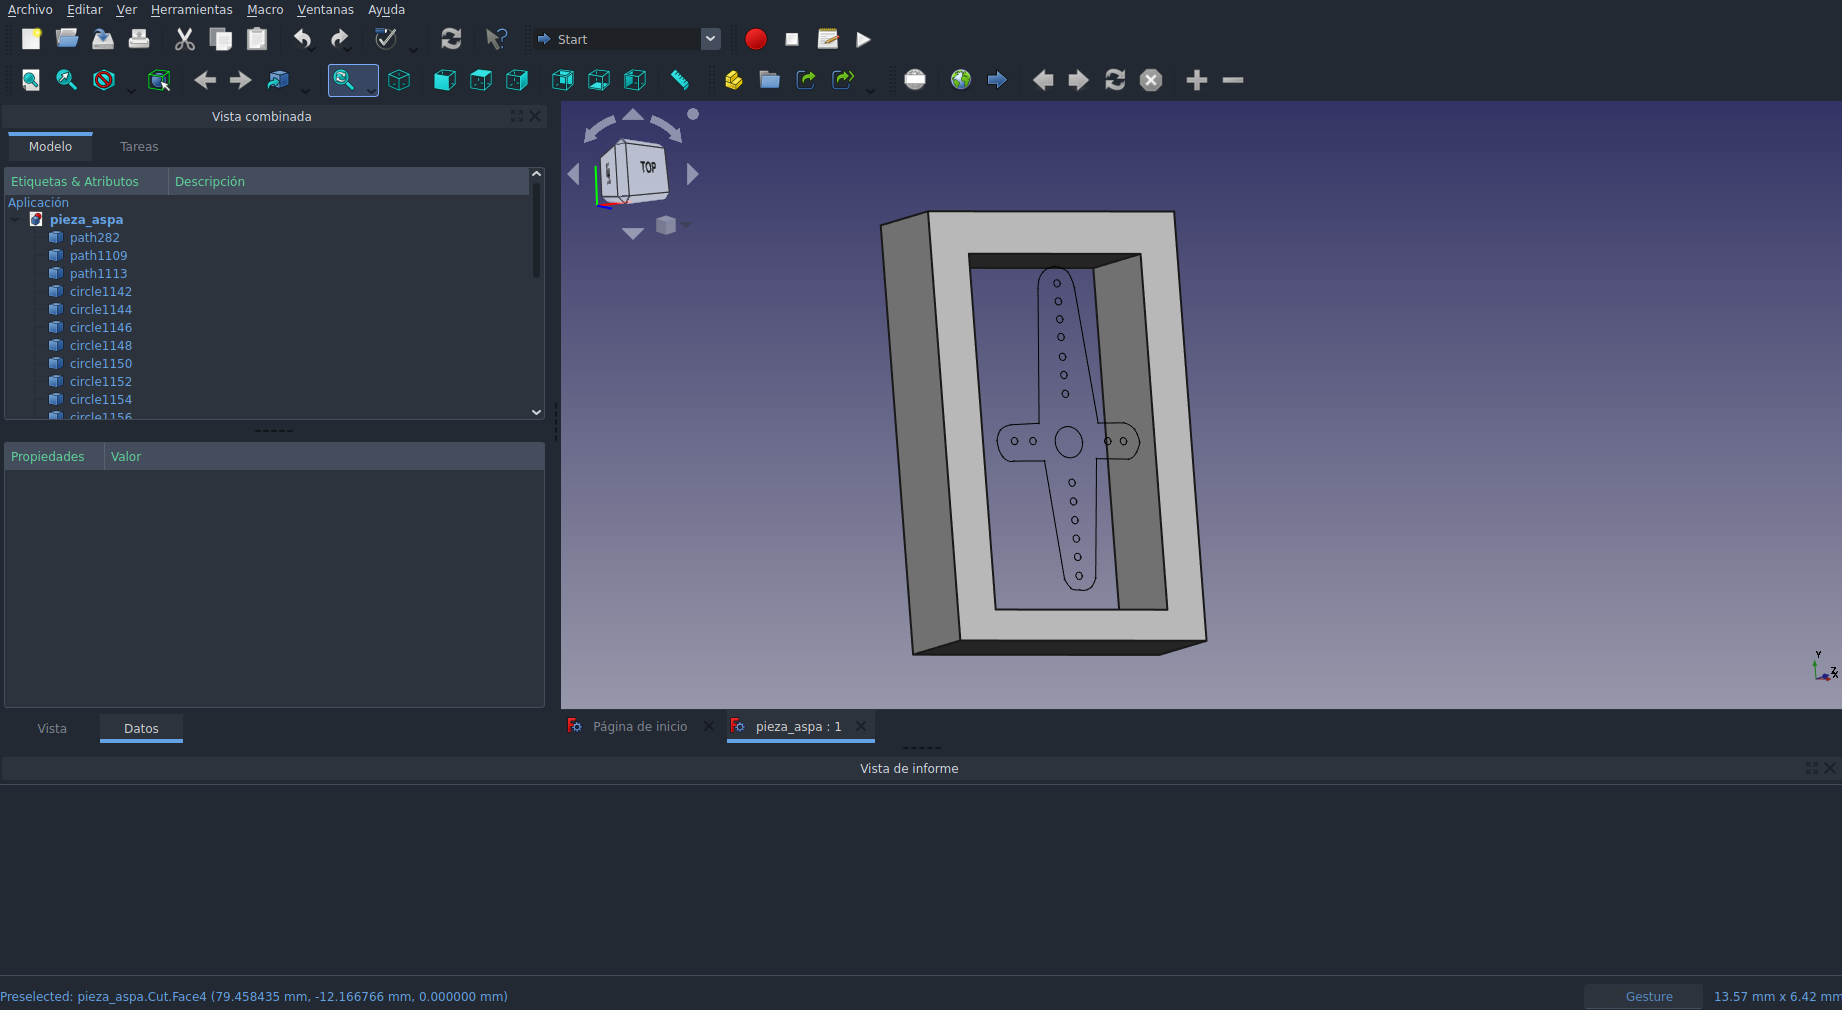 Archivo Editar Ver Herramientas Macro Ventanas Ayuda
Start
Vista combinada
Modelo Tareas
Etiquetas & Atributos Descripción
Aplicación
pieza_aspa
path282
path1109
path1113
circle1142
circle1144
circle1146
circle1148
circle1150
circle1152
circle1154
circle1156
Propiedades Valor
Vista Datos
TOP
Y
Z
X
Página de inicio pieza_aspa : 1
Vista de informe
Preselected: pieza_aspa.Cut.Face4 (79.458435 mm, -12.166766 mm, 0.000000 mm)
Gesture 13.57 mm x 6.42 mm